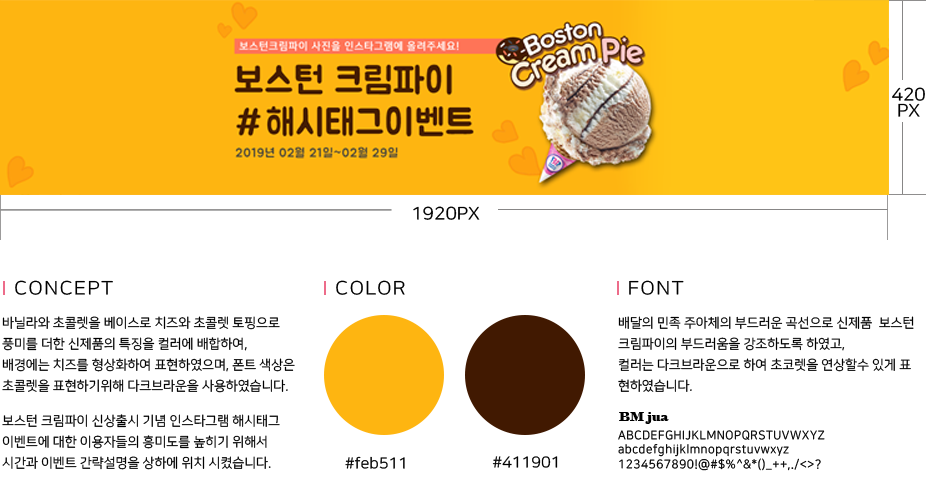 보스턴크림파이 사진을 인스타그램에 올려주세요!
보스턴 크림파이
#해시태그이벤트
2019년 02월 21일~02월 29일
Boston
Cream Pie
420
PX
1920PX
CONCEPT
바닐라와 초콜렛을 베이스로 치즈와 초콜렛 토핑으로
풍미를 더한 신제품의 특징을 컬러에 배합하여,
배경에는 치즈를 형상화하여 표현하였으며, 폰트 색상은
초콜렛을 표현하기위해 다크브라운을 사용하였습니다.
보스턴 크림파이 신상출시 기념 인스타그램 해시태그
이벤트에 대한 이용자들의 흥미도를 높히기 위해서
시간과 이벤트 간략설명을 상하에 위치 시켰습니다.
COLOR
#feb511
#411901
FONT
배달의 민족 주아체의 부드러운 곡선으로 신제품 보스턴
크림파이의 부드러움을 강조하도록 하였고,
컬러는 다크브라운으로 하여 초코렛을 연상할수 있게 표
현하였습니다.
BM jua
ABCDEFGHIJKLMNOPQRSTUVWXYZ
abcdefghijklmnopqrstuvwxyz
1234567890!@#$%^&*()_++,./<>?